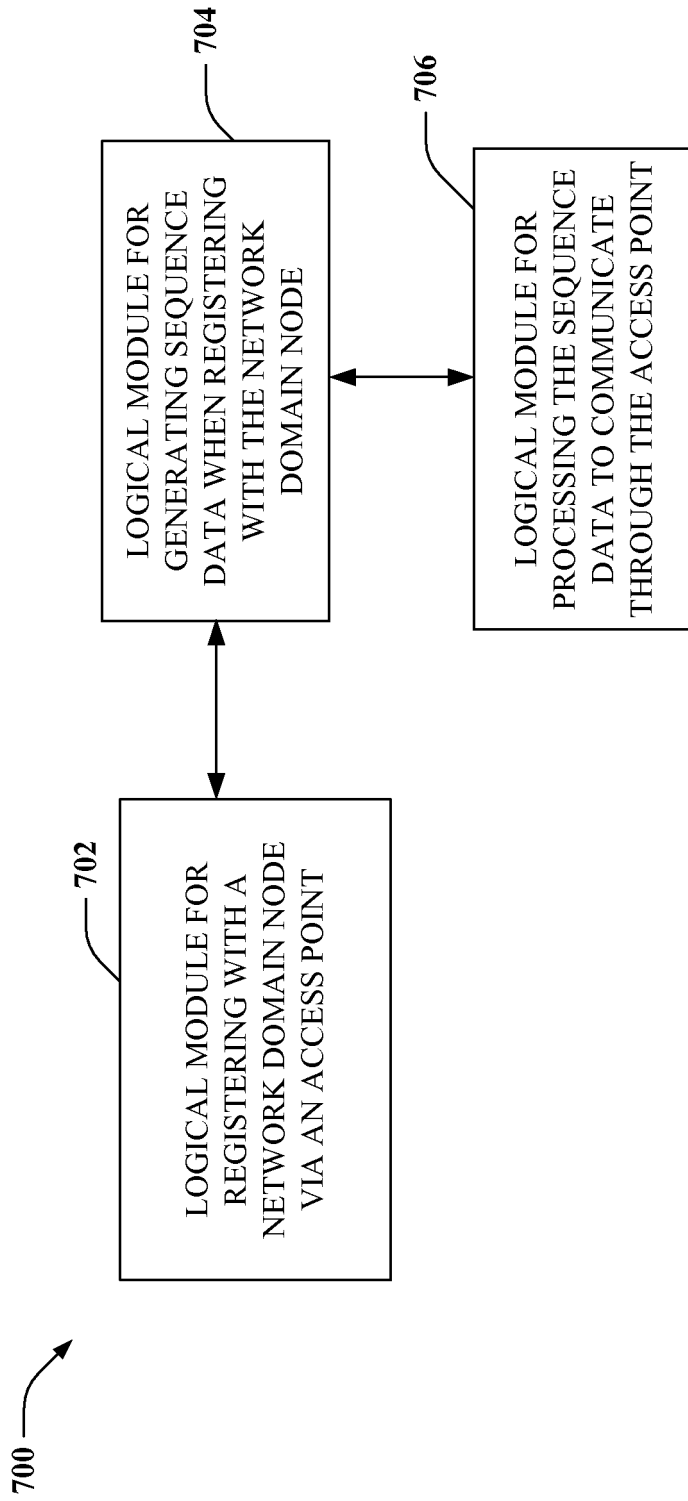 700
702
LOGICAL MODULE FOR
REGISTERING WITH A
NETWORK DOMAIN NODE
VIA AN ACCESS POINT
704
LOGICAL MODULE FOR
GENERATING SEQUENCE
DATA WHEN REGISTERING
WITH THE NETWORK
DOMAIN NODE
706
LOGICAL MODULE FOR
PROCESSING THE SEQUENCE
DATA TO COMMUNICATE
THROUGH THE ACCESS POINT